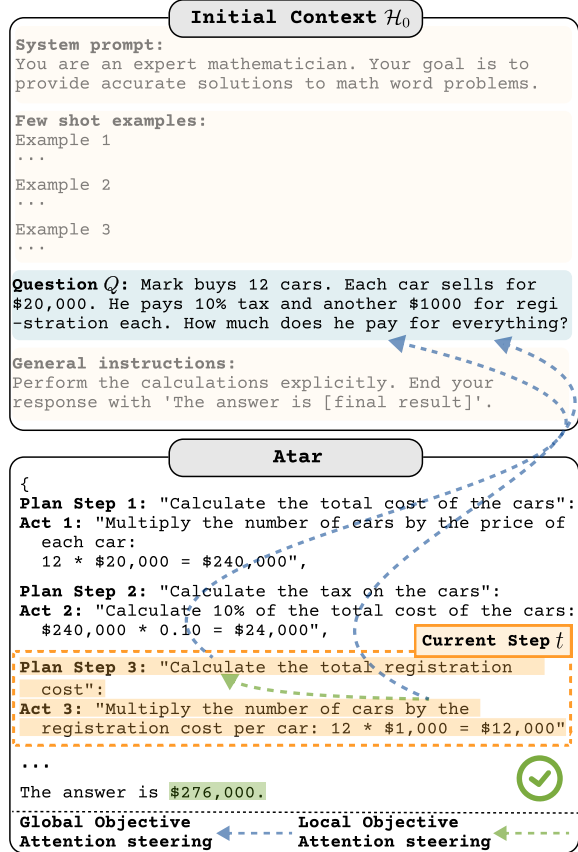 Initial Context H₀
System prompt:
You are an expert mathematician. Your goal is to
provide accurate solutions to math word problems.
Few shot examples:
Example 1
...
Example 2
...
Example 3
...
Question Q: Mark buys 12 cars. Each car sells for
$20,000. He pays 10% tax and another $1000 for regi
-stration each. How much does he pay for everything?
General instructions:
Perform the calculations explicitly. End your
response with 'The answer is [final result]'.
Atar
{
Plan Step 1: "Calculate the total cost of the cars":
Act 1: "Multiply the number of cars by the price of
each car:
12 * $20,000 = $240,000",
Plan Step 2: "Calculate the tax on the cars":
Act 2: "Calculate 10% of the total cost of the cars:
$240,000 * 0.10 = $24,000",
Current Step t
Plan Step 3: "Calculate the total registration
cost":
Act 3: "Multiply the number of cars by the
registration cost per car: 12 * $1,000 = $12,000"
...
The answer is $276,000.
Global Objective
Attention steering
Local Objective
Attention steering